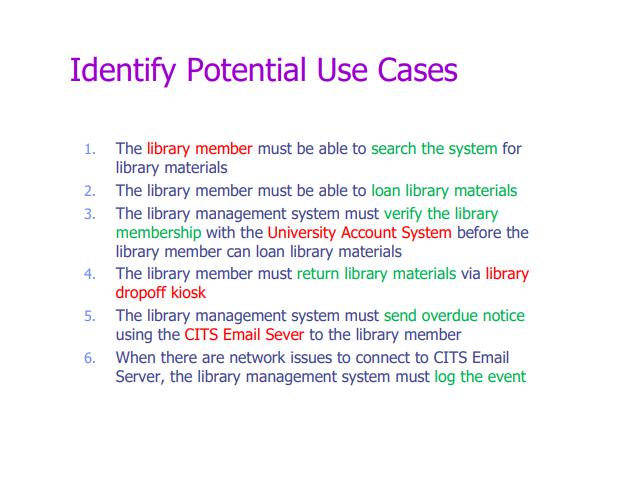 Identify Potential Use Cases
1. The library member must be able to search the system for
library materials
2. The library member must be able to loan library materials
3. The library management system must verify the library
membership with the University Account System before the
library member can loan library materials
4. The library member must return library materials via library
dropoff kiosk
5. The library management system must send overdue notice
using the CITS Email Sever to the library member
6. When there are network issues to connect to CITS Email
Server, the library management system must log the event